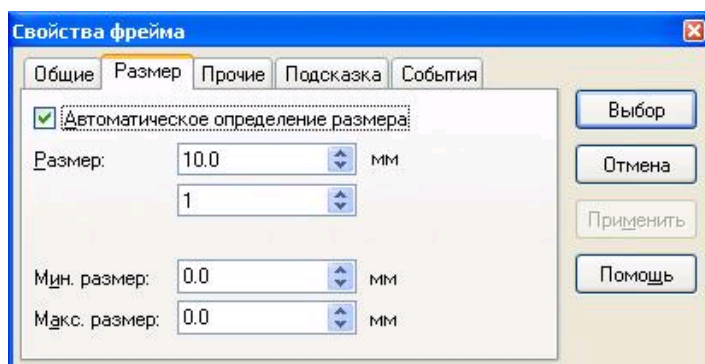 Свойства фрейма
Общие Размер Прочие Подсказка События
Автоматическое определение размера
Размер: 10.0 мм
1
Мин. размер: 0.0 мм
Макс. размер: 0.0 мм
Выбор
Отмена
Применить
Помощь